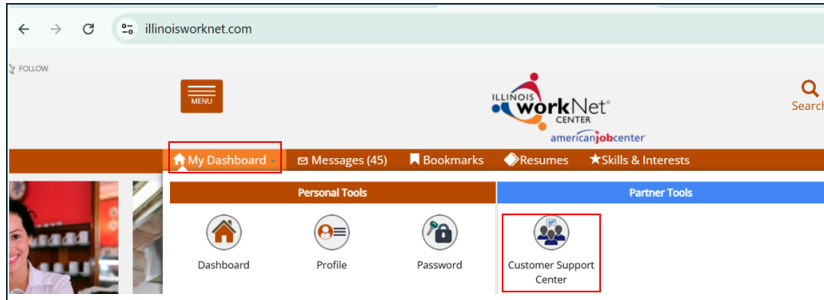 illinoisworknet.com
FOLLOW
MENU
ILLINOIS
workNet®
CENTER
americanjobcenter
Search
My Dashboard
Messages (45)
Bookmarks
Resumes
Skills & Interests
Personal Tools
Partner Tools
Dashboard
Profile
Password
Customer Support
Center